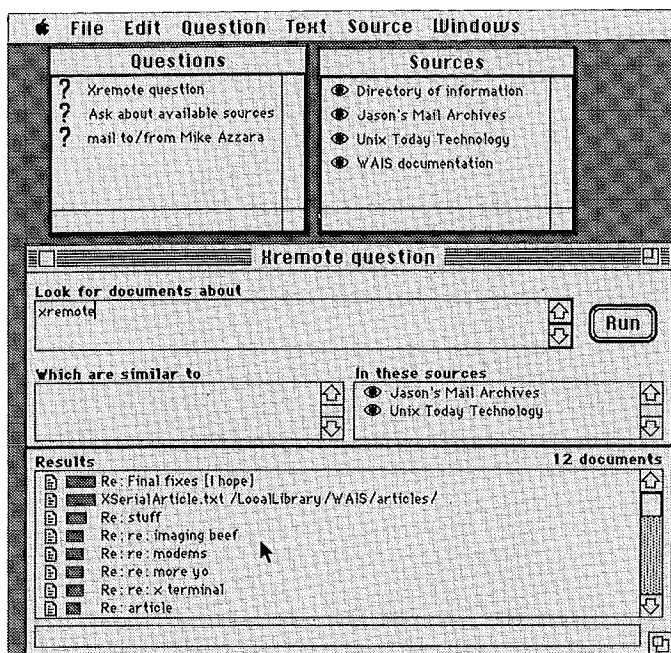 File Edit Question Text Source Windows
Questions
? Xremote question
? Ask about available sources
? mail to/from Mike Azzara
Sources
Directory of information
Jason's Mail Archives
Unix Today Technology
WAIS documentation
Xremote question
Look for documents about
xremote
Run
Which are similar to
In these sources
Jason's Mail Archives
Unix Today Technology
Results
12 documents
Re: Final fixes [I hope]
XSerialArticle.txt /LocalLibrary/WAIS/articles/
Re: stuff
Re: re: imaging beef
Re: re: modems
Re: re: more yo
Re: re: x terminal
Re: article